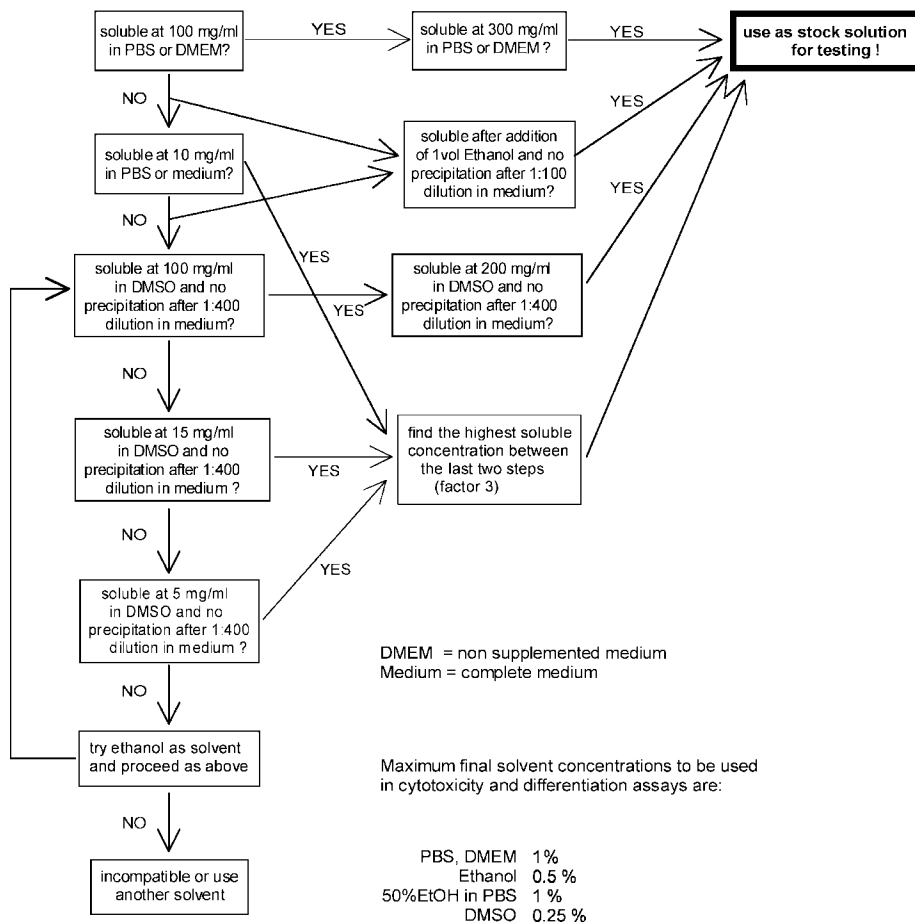 soluble at 100 mg/ml
in PBS or DMEM?
YES
soluble at 300 mg/ml
in PBS or DMEM ?
YES
use as stock solution
for testing !
NO
YES
soluble at 10 mg/ml
in PBS or medium?
soluble after addition
of 1vol Ethanol and no
precipitation after 1:100
dilution in medium?
YES
NO
YES
soluble at 100 mg/ml
in DMSO and no
precipitation after 1:400
dilution in medium?
YES
soluble at 200 mg/ml
in DMSO and no
precipitation after 1:400
dilution in medium?
NO
soluble at 15 mg/ml
in DMSO and no
precipitation after 1:400
dilution in medium ?
YES
find the highest soluble
concentration between
the last two steps
(factor 3)
NO
YES
soluble at 5 mg/ml
in DMSO and no
precipitation after 1:400
dilution in medium ?
DMEM = non supplemented medium
Medium = complete medium
NO
try ethanol as solvent
and proceed as above
Maximum final solvent concentrations to be used
in cytotoxicity and differentiation assays are:
NO
incompatible or use
another solvent
PBS, DMEM 1%
Ethanol 0.5 %
50%EtOH in PBS 1 %
DMSO 0.25 %